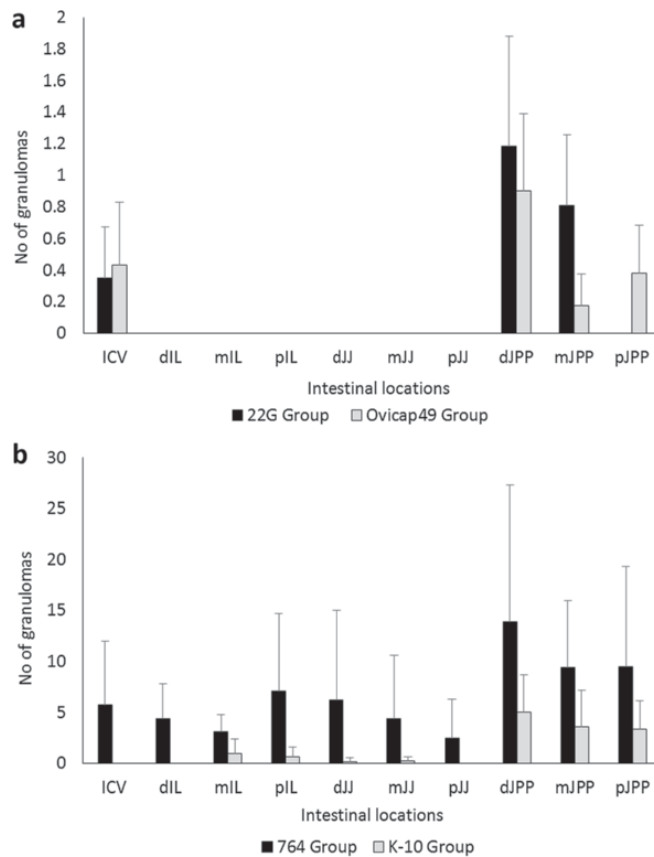 a
2
1.8
1.6
1.4
1.2
1
0.8
0.6
0.4
0.2
0
No of granulomas
ICV dIL mIL pIL dJJ mJJ pJJ dJPP mJPP pJPP
Intestinal locations
22G Group Ovicap49 Group
b
30
25
20
15
10
5
0
No of granulomas
ICV dIL mIL pIL dJJ mJJ pJJ dJPP mJPP pJPP
Intestinal locations
764 Group K-10 Group